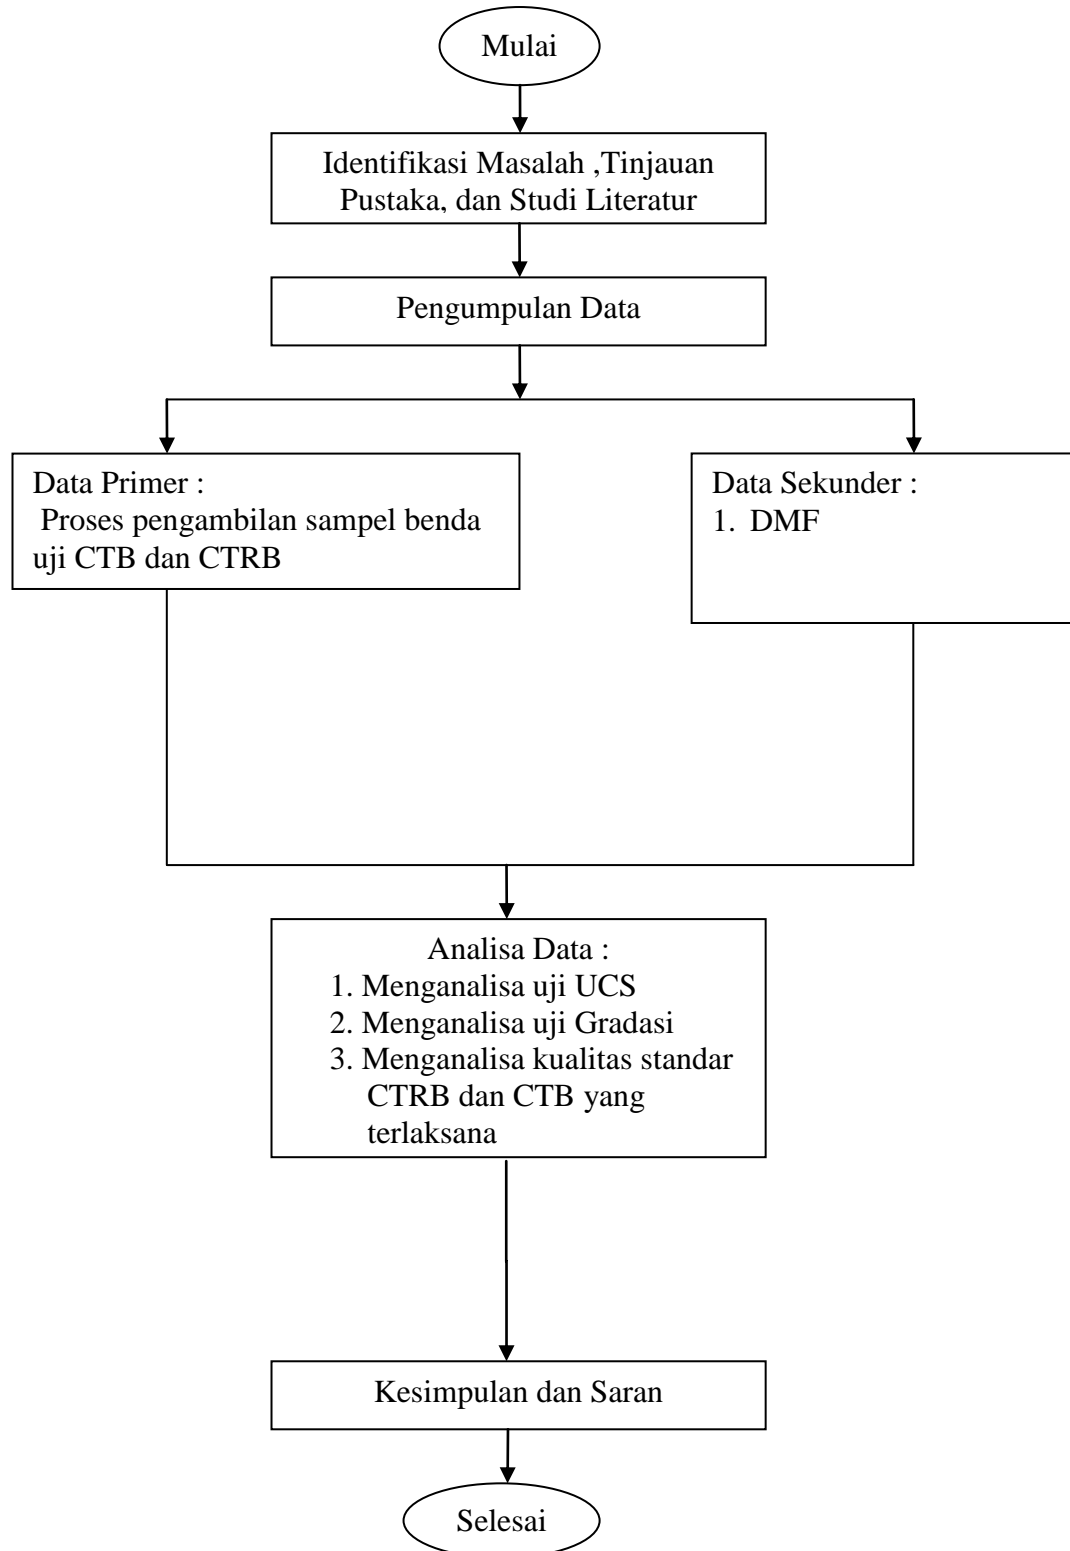 Mulai
Identifikasi Masalah ,Tinjauan
Pustaka, dan Studi Literatur
Pengumpulan Data
Data Primer :
Proses pengambilan sampel benda
uji CTB dan CTRB
Data Sekunder :
1. DMF
Analisa Data :
1. Menganalisa uji UCS
2. Menganalisa uji Gradasi
3. Menganalisa kualitas standar
CTRB dan CTB yang
terlaksana
Kesimpulan dan Saran
Selesai